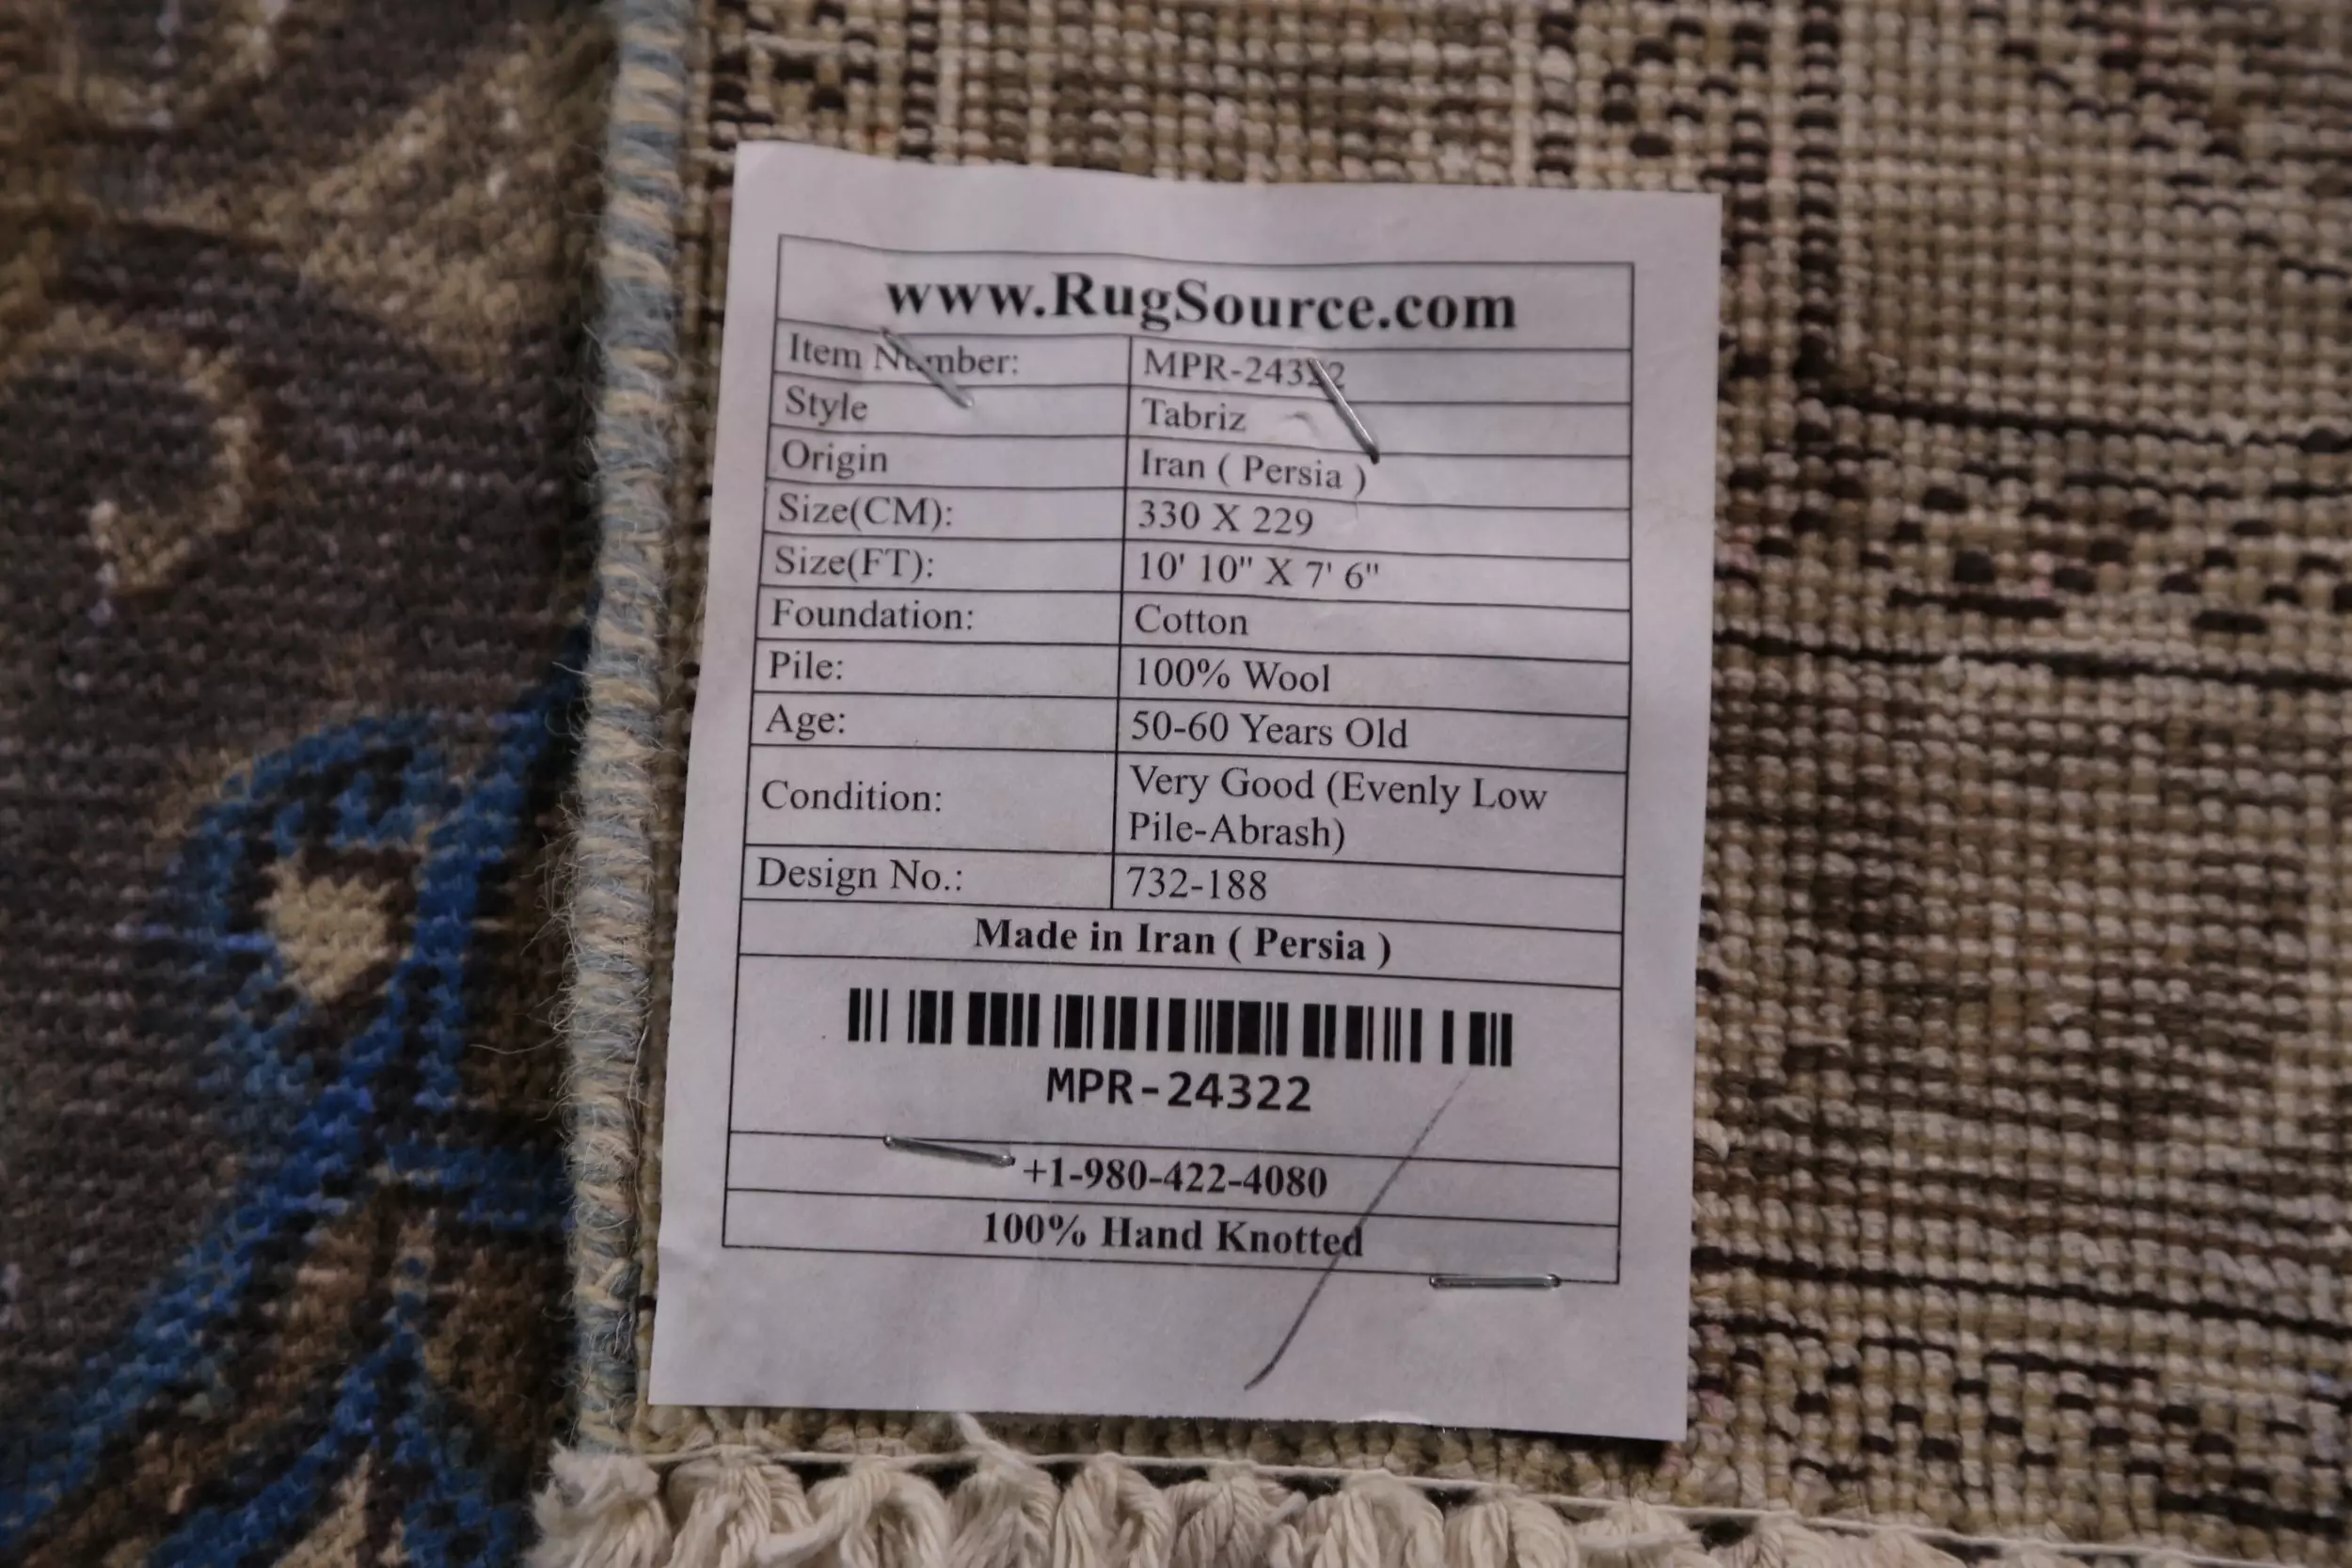 www.RugSource.com
Item Number: MPR-24322
Style Tabriz
Origin Iran ( Persia )
Size(CM): 330 X 229
Size(FT): 10' 10" X 7' 6"
Foundation: Cotton
Pile: 100% Wool
Age: 50-60 Years Old
Condition: Very Good (Evenly Low
Pile-Abrash)
Design No.: 732-188
Made in Iran ( Persia )
MPR-24322
+1-980-422-4080
100% Hand Knotted